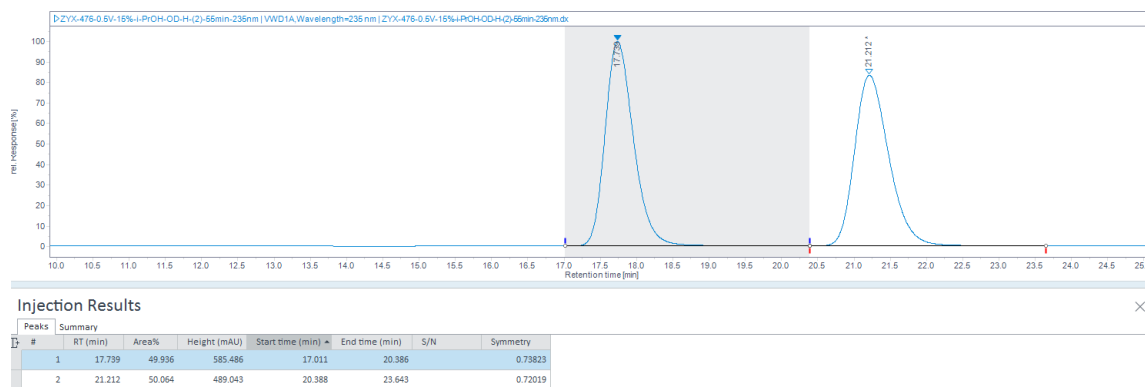 ZYX-476-0.5V-15%-I-PrOH-OD-H-(2)-55min-235nm | VWD1A,Wavelength=235 nm | ZYX-476-0.5V-15%-I-PrOH-OD-H-(2)-55min-235nm.dx
rel. Response [%]
100
90
80
70
60
50
40
30
20
10
0
17.739
21.212 *
10.0 10.5 11.0 11.5 12.0 12.5 13.0 13.5 14.0 14.5 15.0 15.5 16.0 16.5 17.0 17.5 18.0 18.5 19.0 19.5 20.0 20.5 21.0 21.5 22.0 22.5 23.0 23.5 24.0 24.5 25
Retention time [min]
Injection Results
Peaks Summary
# RT (min) Area% Height (mAU) Start time (min) End time (min) S/N Symmetry
1 17.739 49.936 585.486 17.011 20.386 0.73823
2 21.212 50.064 489.043 20.388 23.643 0.72019